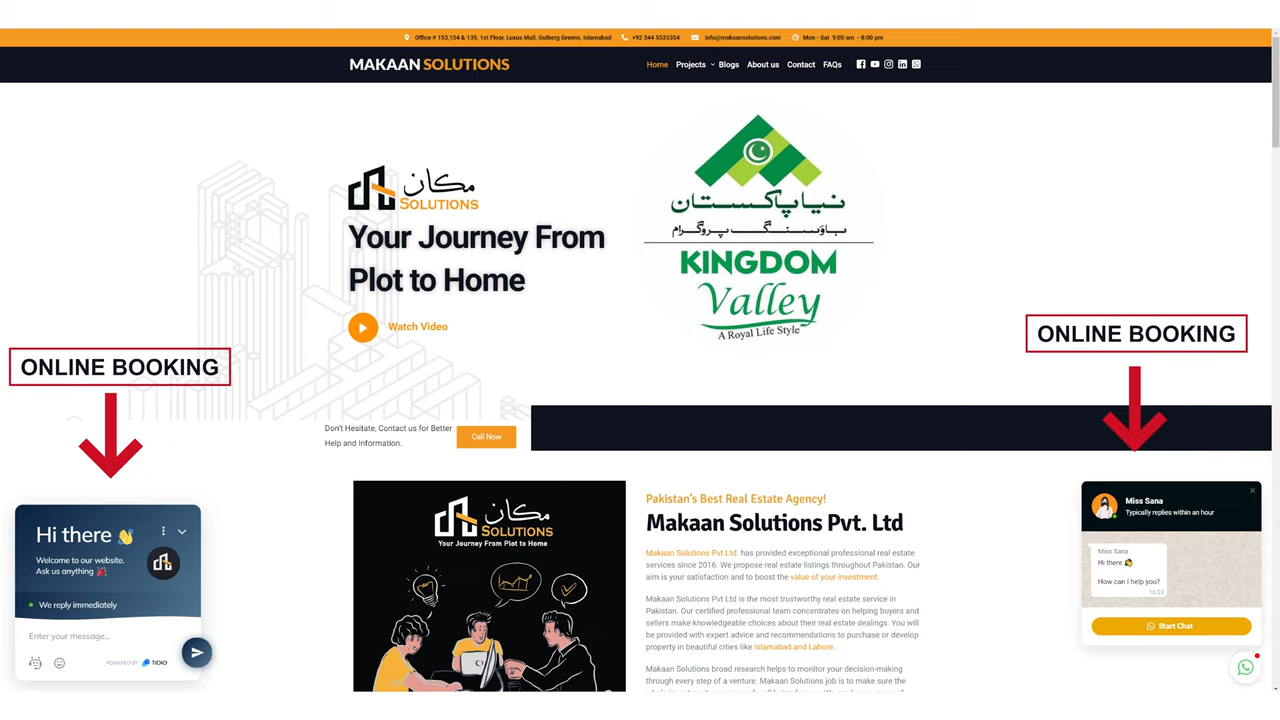 Office # 153,154 & 135, 1st Floor, Luxus Mall, Gulberg Greens, Islamabad
+92 344 5535354
info@makaansolutions.com
Mon - Sat 9:00 am - 8:00 pm
MAKAAN SOLUTIONS
Home Projects Blogs About us Contact FAQs
مکان
SOLUTIONS
Your Journey From
Plot to Home
Watch Video
نیا پاکستان
ہاؤسنگ پروگرام
KINGDOM
Valley
A Royal Life Style
ONLINE BOOKING
ONLINE BOOKING
Don't Hesitate, Contact us for Better
Help and Information.
Call Now
Hi there
Welcome to our website.
Ask us anything
We reply immediately
Enter your message...
POWERED BY TIDIO
مکان
SOLUTIONS
Your Journey From Plot to Home
Pakistan's Best Real Estate Agency!
Makaan Solutions Pvt. Ltd
Makaan Solutions Pvt Ltd. has provided exceptional professional real estate
services since 2016. We propose real estate listings throughout Pakistan. Our
aim is your satisfaction and to boost the value of your investment.
Makaan Solutions Pvt Ltd is the most trustworthy real estate service in
Pakistan. Our certified professional team concentrates on helping buyers and
sellers make knowledgeable choices about their real estate dealings. You will
be provided with expert advice and recommendations to purchase or develop
property in beautiful cities like Islamabad and Lahore.
Makaan Solutions broad research helps to monitor your decision-making
through every step of a venture. Makaan Solutions job is to make sure the
Miss Sana
Typically replies within an hour
Miss Sana
Hi there
How can I help you?
16:23
Start Chat